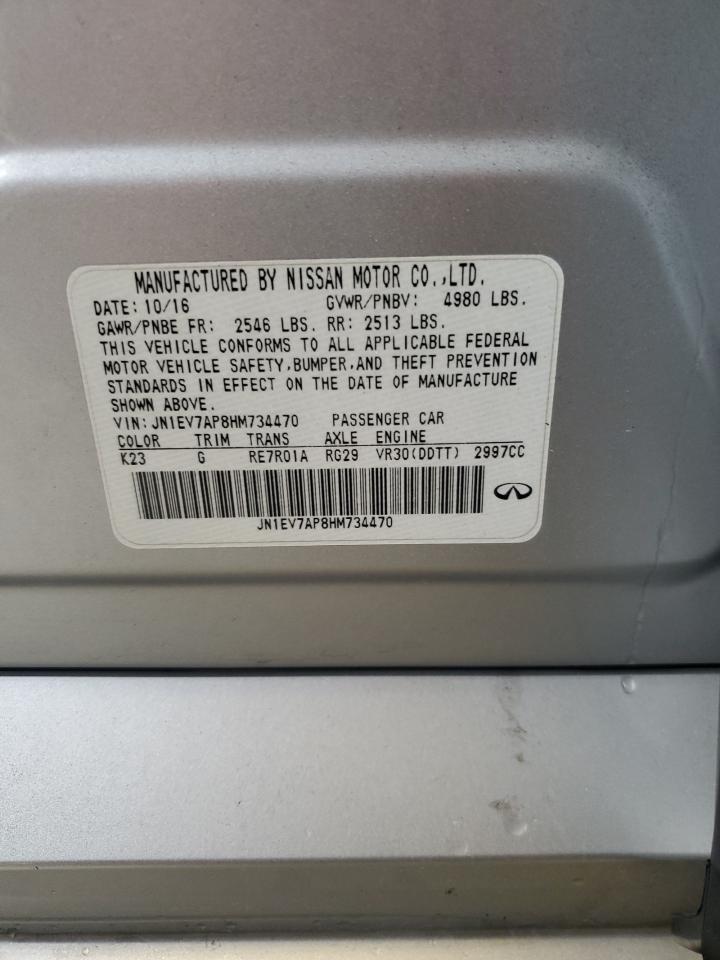 MANUFACTURED BY NISSAN MOTOR CO.,LTD.
DATE: 10/16 GVWR/PNBV: 4980 LBS.
GAWR/PNBE FR: 2546 LBS. RR: 2513 LBS.
THIS VEHICLE CONFORMS TO ALL APPLICABLE FEDERAL
MOTOR VEHICLE SAFETY,BUMPER,AND THEFT PREVENTION
STANDARDS IN EFFECT ON THE DATE OF MANUFACTURE
SHOWN ABOVE.
VIN: JN1EV7AP8HM734470 PASSENGER CAR
COLOR TRIM TRANS AXLE ENGINE
K23 G RE7R01A RG29 VR30(DDTT) 2997CC
JN1EV7AP8HM734470